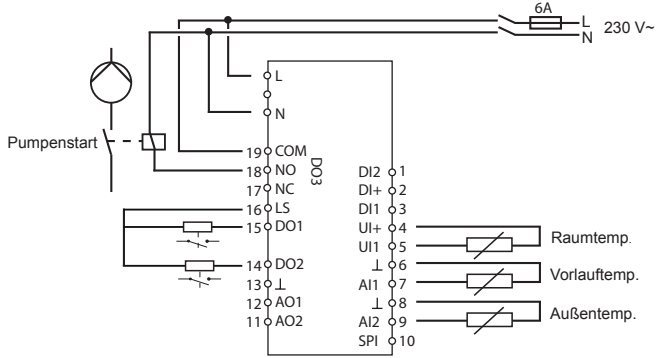 6A
L
N
230 V~
L
N
Pumpenstart
19 COM
18 NO
17 NC
16 LS
15 DO1
14 DO2
13 ⊥
12 AO1
11 AO2
DO3
DI2 1
DI+ 2
DI1 3
UI+ 4
UI1 5
⊥ 6
AI1 7
⊥ 8
AI2 9
SPI 10
Raumtemp.
Vorlauftemp.
Außentemp.